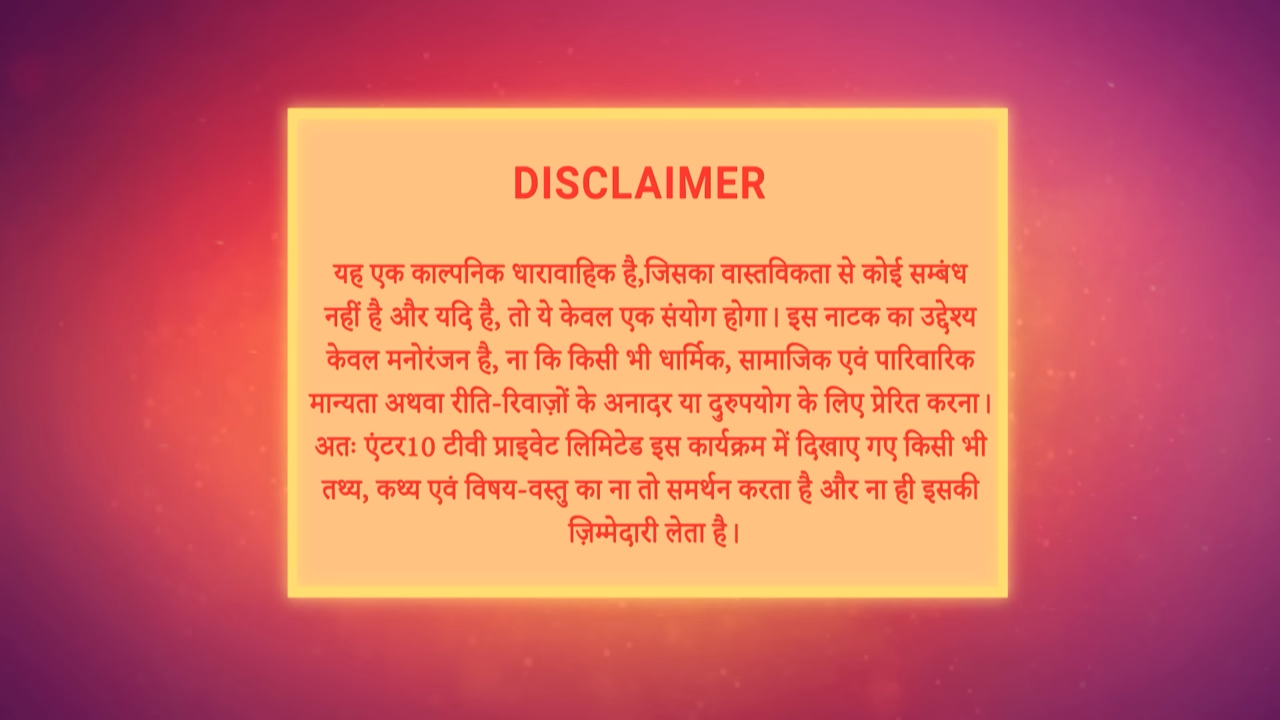 DISCLAIMER
यह एक काल्पनिक धारावाहिक है,जिसका वास्तविकता से कोई सम्बंध
नहीं है और यदि है, तो ये केवल एक संयोग होगा। इस नाटक का उद्देश्य
केवल मनोरंजन है, ना कि किसी भी धार्मिक, सामाजिक एवं पारिवारिक
मान्यता अथवा रीति-रिवाज़ों के अनादर या दुरुपयोग के लिए प्रेरित करना।
अतः एंटर10 टीवी प्राइवेट लिमिटेड इस कार्यक्रम में दिखाए गए किसी भी
तथ्य, कथ्य एवं विषय-वस्तु का ना तो समर्थन करता है और ना ही इसकी
ज़िम्मेदारी लेता है।